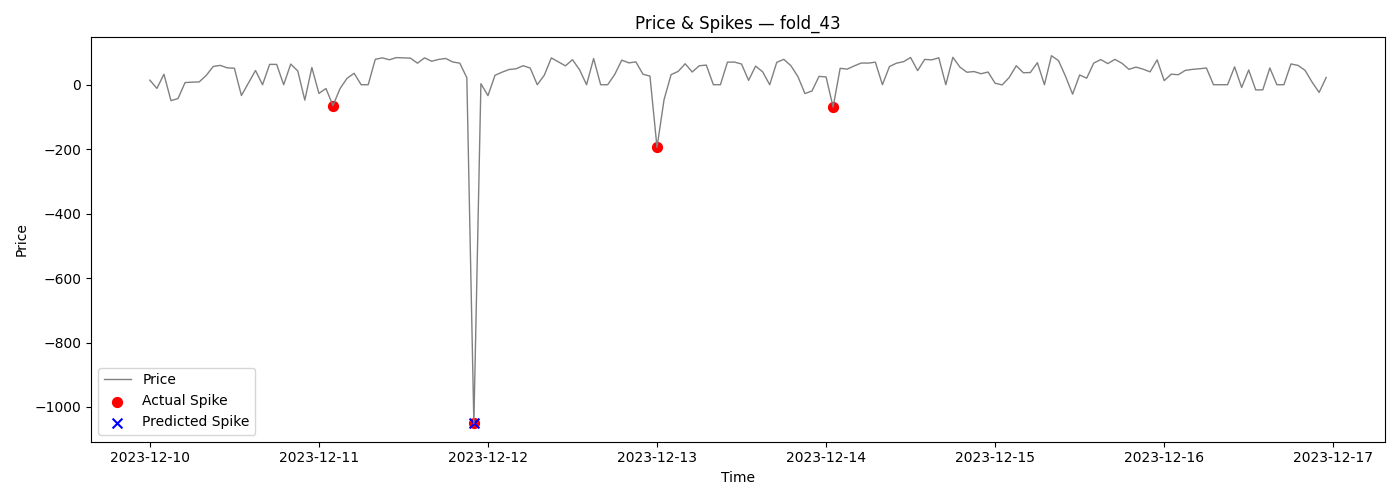 Price & Spikes — fold_43
Price
0
−200
−400
−600
−800
−1000
Price
Actual Spike
Predicted Spike
2023-12-10
2023-12-11
2023-12-12
2023-12-13
2023-12-14
2023-12-15
2023-12-16
2023-12-17
Time